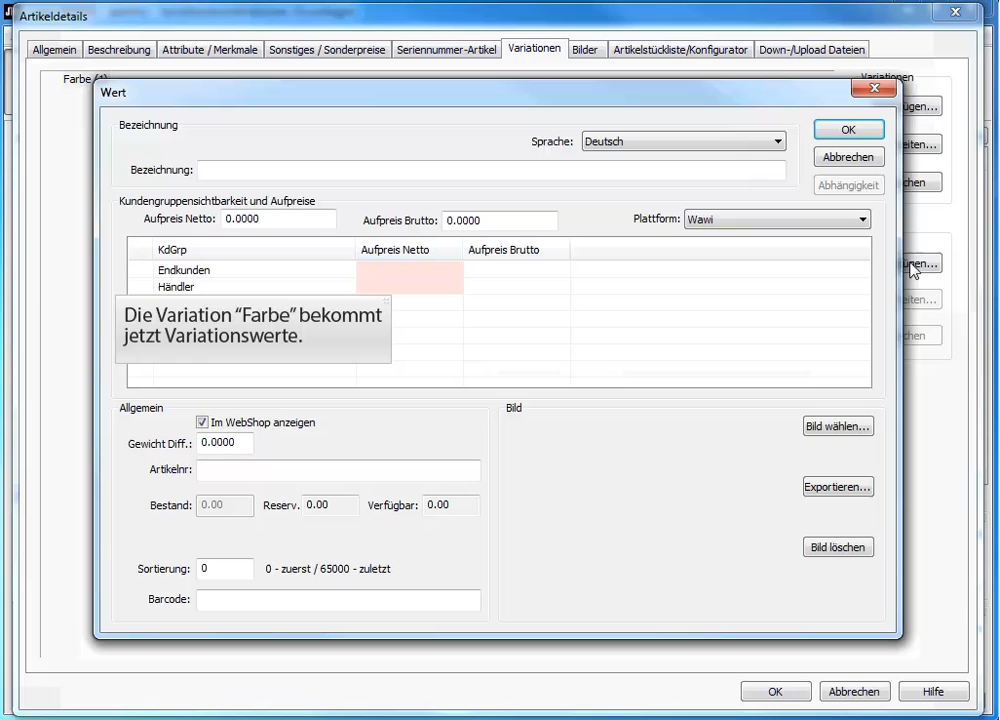 Artikeldetails
Allgemein
Beschreibung
Attribute / Merkmale
Sonstiges / Sonderpreise
Seriennummer-Artikel
Variationen
Bilder
Artikelstückliste/Konfigurator
Down-/Upload Dateien
Farbe (1)
Variationen
Wert
Bezeichnung
Sprache: Deutsch
OK
Bezeichnung:
Abbrechen
Abhängigkeit
Kundengruppensichtbarkeit und Aufpreise
Aufpreis Netto: 0.0000
Aufpreis Brutto: 0.0000
Plattform: Wawi
KdGrp
Aufpreis Netto
Aufpreis Brutto
Endkunden
Händler
Die Variation “Farbe” bekommt
jetzt Variationswerte.
Allgemein
Bild
Im WebShop anzeigen
Bild wählen...
Gewicht Diff.: 0.0000
Artikelnr:
Exportieren...
Bestand: 0.00
Reserv. 0.00
Verfügbar: 0.00
Bild löschen
Sortierung: 0
0 - zuerst / 65000 - zuletzt
Barcode:
OK
Abbrechen
Hilfe